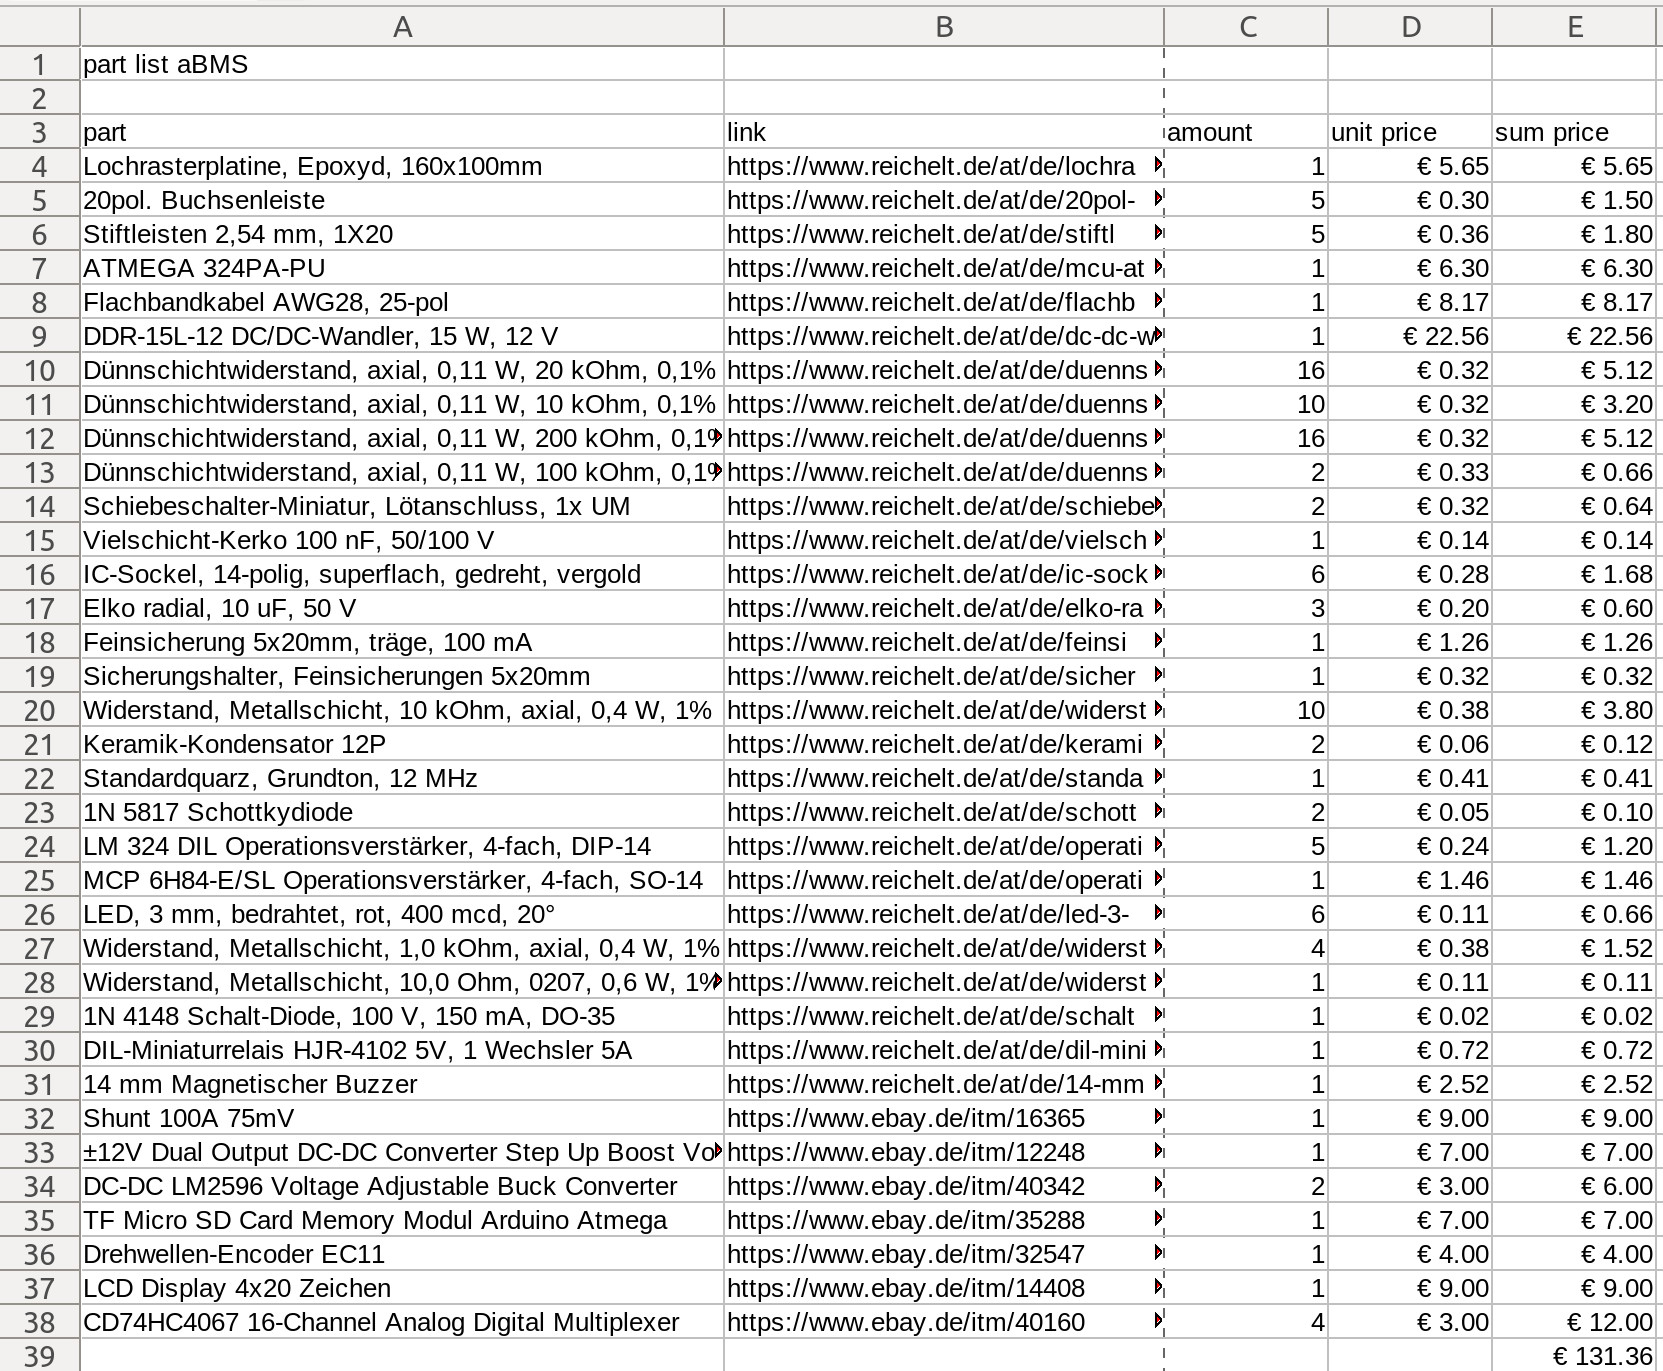 A B C D E
1 part list aBMS
2
3 part link amount unit price sum price
4 Lochrasterplatine, Epoxyd, 160x100mm https://www.reichelt.de/at/de/lochra 1 € 5.65 € 5.65
5 20pol. Buchsenleiste https://www.reichelt.de/at/de/20pol- 5 € 0.30 € 1.50
6 Stiftleisten 2,54 mm, 1X20 https://www.reichelt.de/at/de/stiftl 5 € 0.36 € 1.80
7 ATMEGA 324PA-PU https://www.reichelt.de/at/de/mcu-at 1 € 6.30 € 6.30
8 Flachbandkabel AWG28, 25-pol https://www.reichelt.de/at/de/flachb 1 € 8.17 € 8.17
9 DDR-15L-12 DC/DC-Wandler, 15 W, 12 V https://www.reichelt.de/at/de/dc-dc-w 1 € 22.56 € 22.56
10 Dünnschichtwiderstand, axial, 0,11 W, 20 kOhm, 0,1% https://www.reichelt.de/at/de/duenns 16 € 0.32 € 5.12
11 Dünnschichtwiderstand, axial, 0,11 W, 10 kOhm, 0,1% https://www.reichelt.de/at/de/duenns 10 € 0.32 € 3.20
12 Dünnschichtwiderstand, axial, 0,11 W, 200 kOhm, 0,1% https://www.reichelt.de/at/de/duenns 16 € 0.32 € 5.12
13 Dünnschichtwiderstand, axial, 0,11 W, 100 kOhm, 0,1% https://www.reichelt.de/at/de/duenns 2 € 0.33 € 0.66
14 Schiebeschalter-Miniatur, Lötanschluss, 1x UM https://www.reichelt.de/at/de/schiebe 2 € 0.32 € 0.64
15 Vielschicht-Kerko 100 nF, 50/100 V https://www.reichelt.de/at/de/vielsch 1 € 0.14 € 0.14
16 IC-Sockel, 14-polig, superflach, gedreht, vergold https://www.reichelt.de/at/de/ic-sock 6 € 0.28 € 1.68
17 Elko radial, 10 uF, 50 V https://www.reichelt.de/at/de/elko-ra 3 € 0.20 € 0.60
18 Feinsicherung 5x20mm, träge, 100 mA https://www.reichelt.de/at/de/feinsi 1 € 1.26 € 1.26
19 Sicherungshalter, Feinsicherungen 5x20mm https://www.reichelt.de/at/de/sicher 1 € 0.32 € 0.32
20 Widerstand, Metallschicht, 10 kOhm, axial, 0,4 W, 1% https://www.reichelt.de/at/de/widerst 10 € 0.38 € 3.80
21 Keramik-Kondensator 12P https://www.reichelt.de/at/de/kerami 2 € 0.06 € 0.12
22 Standardquarz, Grundton, 12 MHz https://www.reichelt.de/at/de/standa 1 € 0.41 € 0.41
23 1N 5817 Schottkydiode https://www.reichelt.de/at/de/schott 2 € 0.05 € 0.10
24 LM 324 DIL Operationsverstärker, 4-fach, DIP-14 https://www.reichelt.de/at/de/operati 5 € 0.24 € 1.20
25 MCP 6H84-E/SL Operationsverstärker, 4-fach, SO-14 https://www.reichelt.de/at/de/operati 1 € 1.46 € 1.46
26 LED, 3 mm, bedrahtet, rot, 400 mcd, 20° https://www.reichelt.de/at/de/led-3- 6 € 0.11 € 0.66
27 Widerstand, Metallschicht, 1,0 kOhm, axial, 0,4 W, 1% https://www.reichelt.de/at/de/widerst 4 € 0.38 € 1.52
28 Widerstand, Metallschicht, 10,0 Ohm, 0207, 0,6 W, 1% https://www.reichelt.de/at/de/widerst 1 € 0.11 € 0.11
29 1N 4148 Schalt-Diode, 100 V, 150 mA, DO-35 https://www.reichelt.de/at/de/schalt 1 € 0.02 € 0.02
30 DIL-Miniaturrelais HJR-4102 5V, 1 Wechsler 5A https://www.reichelt.de/at/de/dil-mini 1 € 0.72 € 0.72
31 14 mm Magnetischer Buzzer https://www.reichelt.de/at/de/14-mm 1 € 2.52 € 2.52
32 Shunt 100A 75mV https://www.ebay.de/itm/16365 1 € 9.00 € 9.00
33 ±12V Dual Output DC-DC Converter Step Up Boost Vo https://www.ebay.de/itm/12248 1 € 7.00 € 7.00
34 DC-DC LM2596 Voltage Adjustable Buck Converter https://www.ebay.de/itm/40342 2 € 3.00 € 6.00
35 TF Micro SD Card Memory Modul Arduino Atmega https://www.ebay.de/itm/35288 1 € 7.00 € 7.00
36 Drehwellen-Encoder EC11 https://www.ebay.de/itm/32547 1 € 4.00 € 4.00
37 LCD Display 4x20 Zeichen https://www.ebay.de/itm/14408 1 € 9.00 € 9.00
38 CD74HC4067 16-Channel Analog Digital Multiplexer https://www.ebay.de/itm/40160 4 € 3.00 € 12.00
39 € 131.36